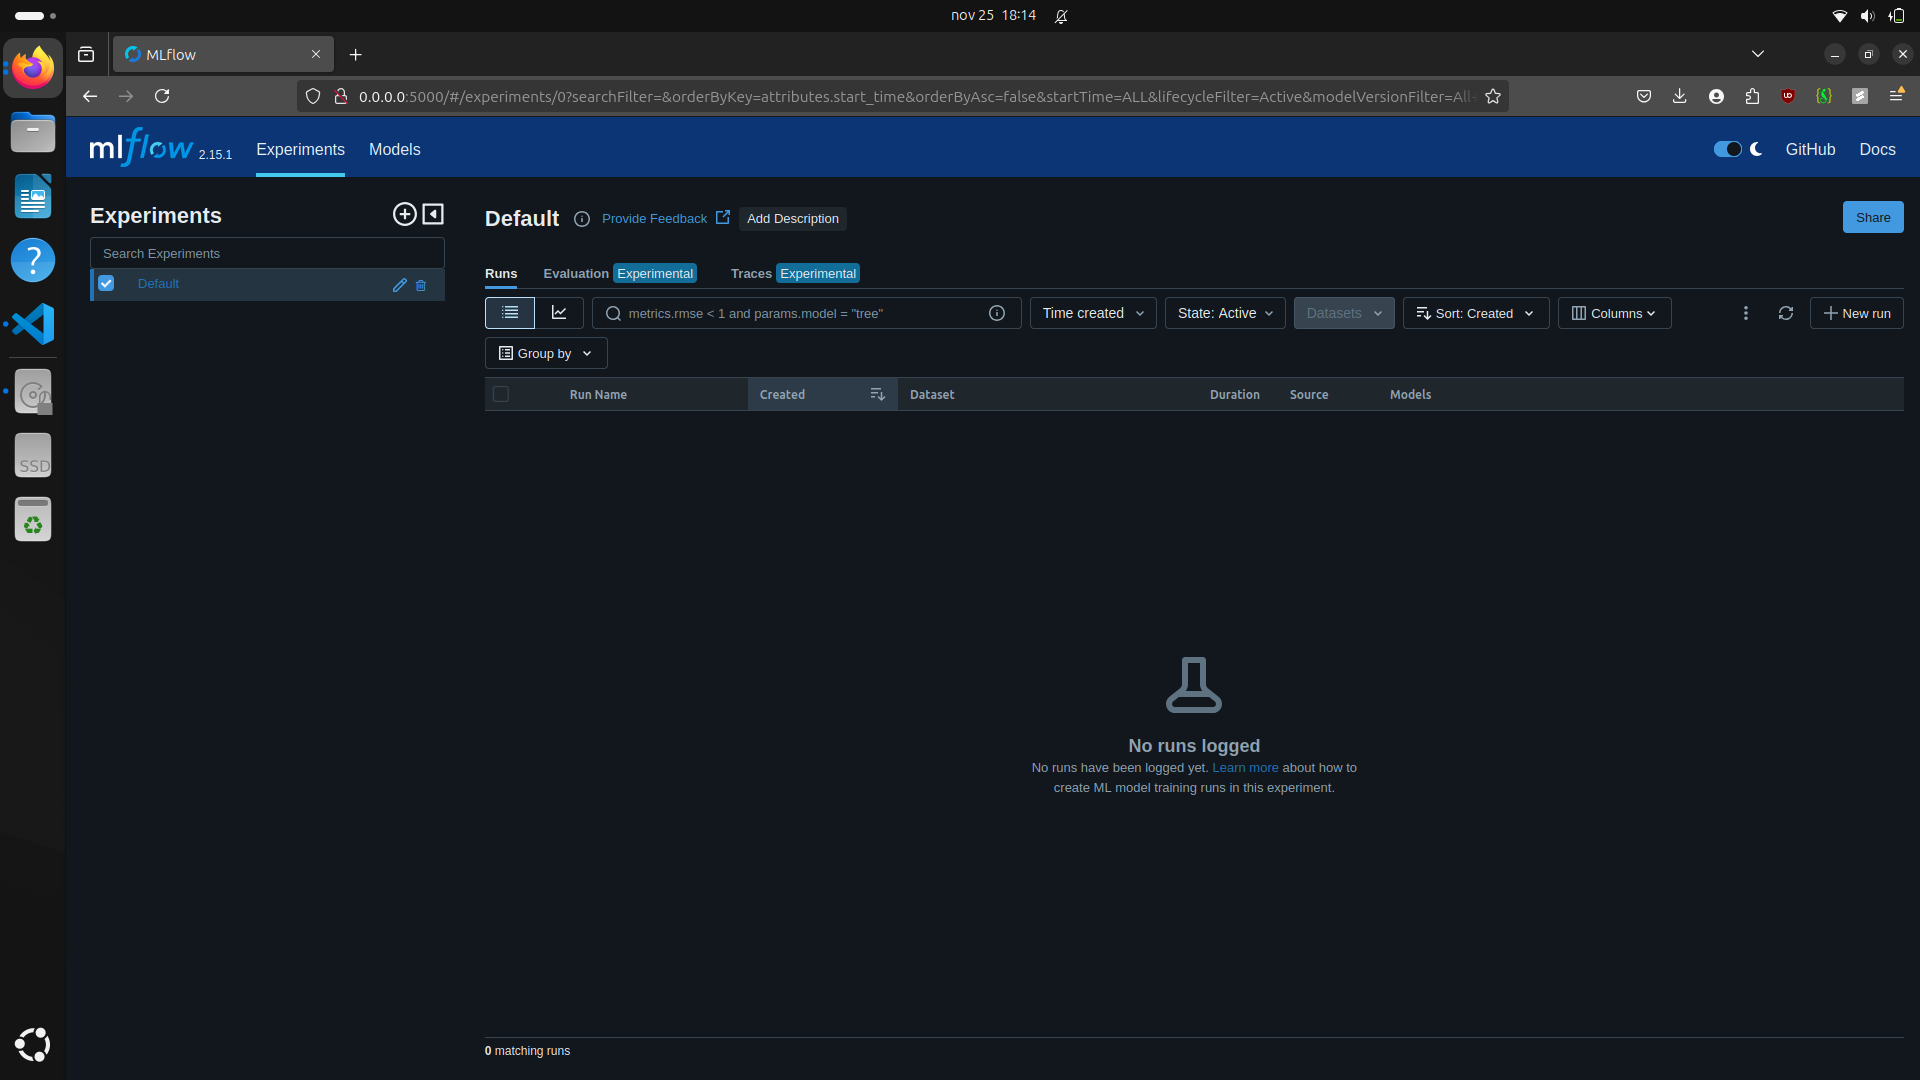 nov 25 18:14
MLflow
0.0.0.0:5000/#/experiments/0?searchFilter=&orderByKey=attributes.start_time&orderByAsc=false&startTime=ALL&lifecycleFilter=Active&modelVersionFilter=All
mlflow 2.15.1 Experiments Models GitHub Docs
Experiments
Search Experiments
Default
Default Provide Feedback Add Description Share
Runs Evaluation Experimental Traces Experimental
metrics.rmse < 1 and params.model = "tree" Time created State: Active Datasets Sort: Created Columns New run
Group by
Run Name Created Dataset Duration Source Models
SSD
No runs logged
No runs have been logged yet. Learn more about how to
create ML model training runs in this experiment.
0 matching runs